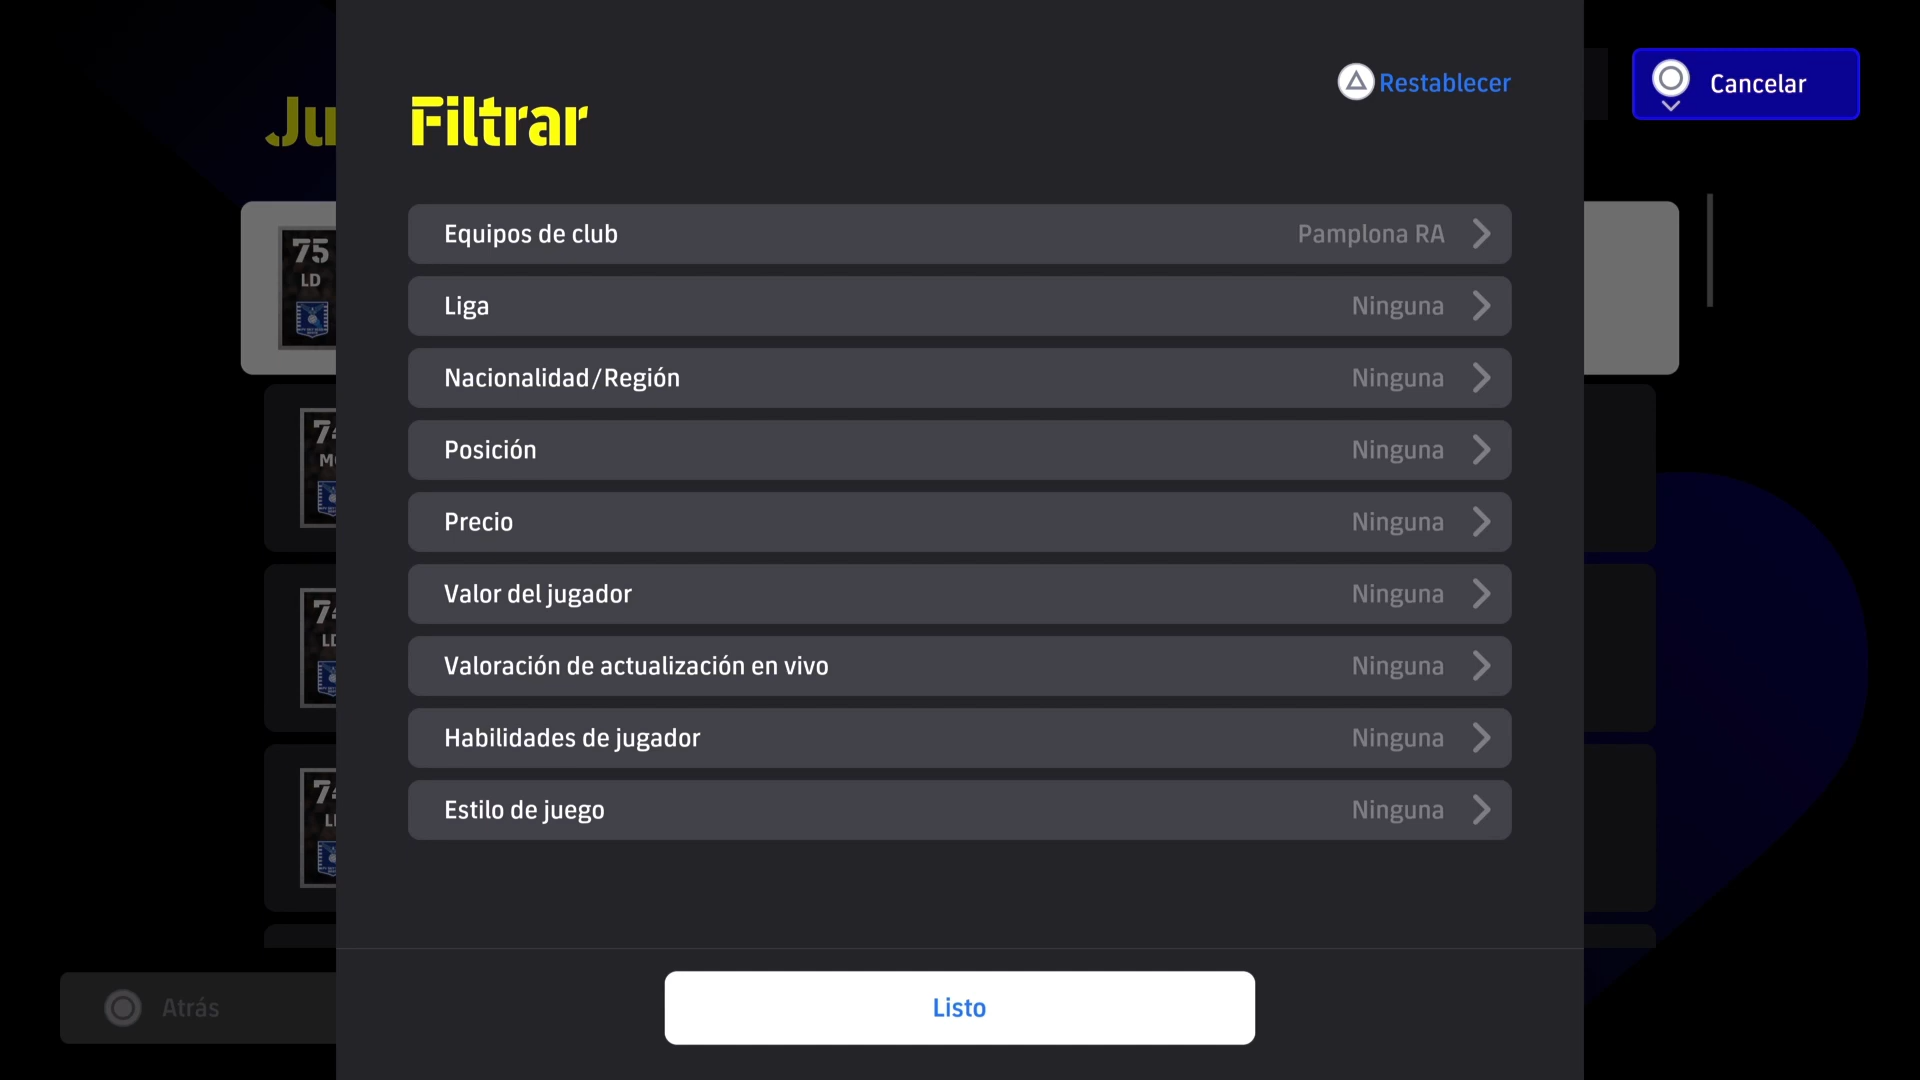 Restablecer
Cancelar
Ju
Filtrar
Equipos de club Pamplona RA
Liga Ninguna
Nacionalidad/Región Ninguna
Posición Ninguna
Precio Ninguna
Valor del jugador Ninguna
Valoración de actualización en vivo Ninguna
Habilidades de jugador Ninguna
Estilo de juego Ninguna
75
LD
Atrás
Listo